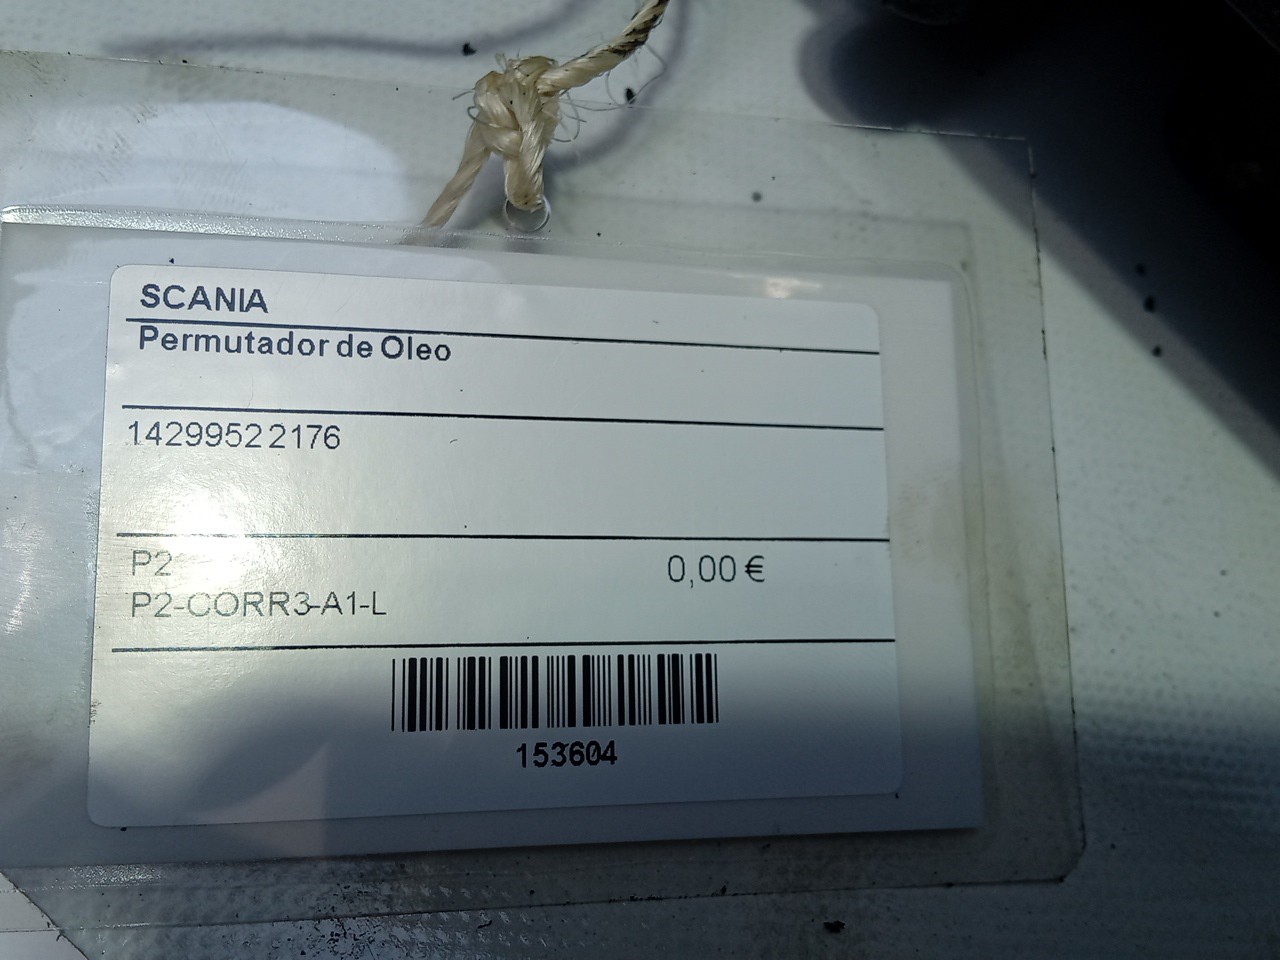 SCANIA
Permutador de Oleo
14299522176
P2
0,00 €
P2-CORR3-A1-L
153604